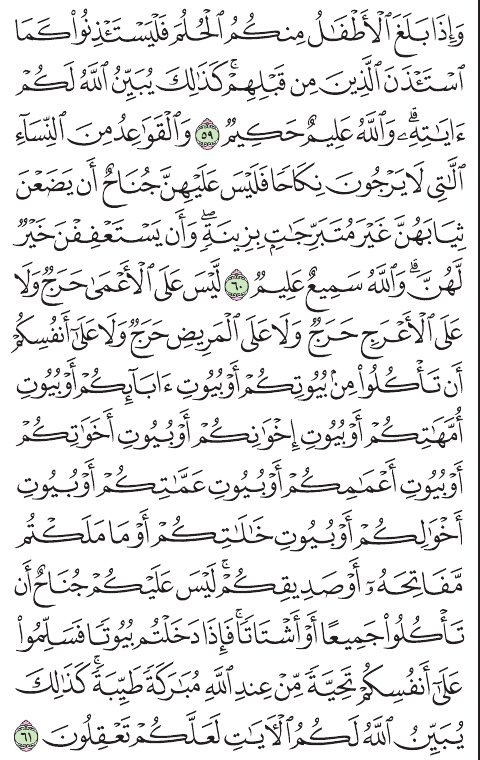 وَإِذَا بَلَغَ ٱلْأَطْفَٰلُ مِنكُمُ ٱلْحُلُمَ فَلْيَسْتَـْٔذِنُوا۟ كَمَا
ٱسْتَـْٔذَنَ ٱلَّذِينَ مِن قَبْلِهِمْ ۚ كَذَٰلِكَ يُبَيِّنُ ٱللَّهُ لَكُمْ
ءَايَٰتِهِۦ ۗ وَٱللَّهُ عَلِيمٌ حَكِيمٌ ٥٩ وَٱلْقَوَٰعِدُ مِنَ ٱلنِّسَآءِ
ٱلَّٰتِى لَا يَرْجُونَ نِكَاحًا فَلَيْسَ عَلَيْهِنَّ جُنَاحٌ أَن يَضَعْنَ
ثِيَابَهُنَّ غَيْرَ مُتَبَرِّجَٰتٍۭ بِزِينَةٍ ۖ وَأَن يَسْتَعْفِفْنَ خَيْرٌ
لَّهُنَّ ۗ وَٱللَّهُ سَمِيعٌ عَلِيمٌ ٦٠ لَّيْسَ عَلَى ٱلْأَعْمَىٰ حَرَجٌ وَلَا
عَلَى ٱلْأَعْرَجِ حَرَجٌ وَلَا عَلَى ٱلْمَرِيضِ حَرَجٌ وَلَا عَلَىٰٓ أَنفُسِكُمْ
أَن تَأْكُلُوا۟ مِنۢ بُيُوتِكُمْ أَوْ بُيُوتِ ءَابَآئِكُمْ أَوْ بُيُوتِ
أُمَّهَٰتِكُمْ أَوْ بُيُوتِ إِخْوَٰنِكُمْ أَوْ بُيُوتِ أَخَوَٰتِكُمْ
أَوْ بُيُوتِ أَعْمَٰمِكُمْ أَوْ بُيُوتِ عَمَّٰتِكُمْ أَوْ بُيُوتِ
أَخْوَٰلِكُمْ أَوْ بُيُوتِ خَٰلَٰتِكُمْ أَوْ مَا مَلَكْتُم
مَّفَاتِحَهُۥٓ أَوْ صَدِيقِكُمْ ۚ لَيْسَ عَلَيْكُمْ جُنَاحٌ أَن
تَأْكُلُوا۟ جَمِيعًا أَوْ أَشْتَاتًا ۚ فَإِذَا دَخَلْتُم بُيُوتًا فَسَلِّمُوا۟
عَلَىٰٓ أَنفُسِكُمْ تَحِيَّةً مِّنْ عِندِ ٱللَّهِ مُبَٰرَكَةً طَيِّبَةً ۚ كَذَٰلِكَ
يُبَيِّنُ ٱللَّهُ لَكُمُ ٱلْءَايَٰتِ لَعَلَّكُمْ تَعْقِلُونَ ٦١